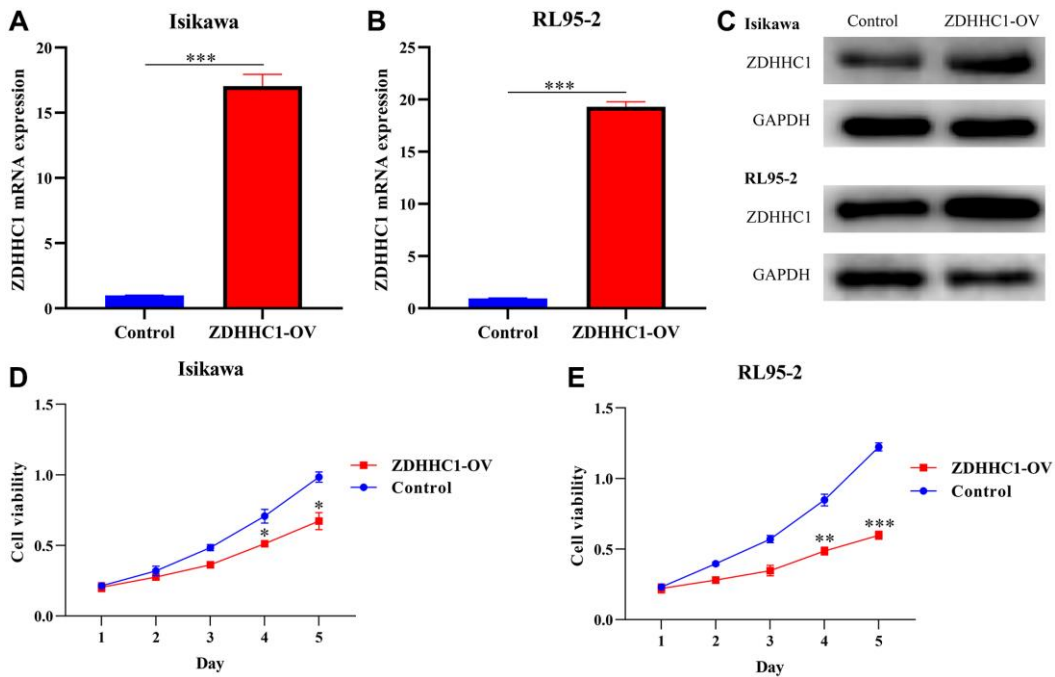 A
Isikawa
ZDHHC1 mRNA expression
20
15
10
5
0
***
Control
ZDHHC1-OV
B
RL95-2
ZDHHC1 mRNA expression
25
20
15
10
5
0
***
Control
ZDHHC1-OV
C
Isikawa
Control
ZDHHC1-OV
ZDHHC1
GAPDH
RL95-2
ZDHHC1
GAPDH
D
Isikawa
Cell viability
1.5
1.0
0.5
0.0
*
*
1 2 3 4 5
Day
ZDHHC1-OV
Control
E
RL95-2
Cell viability
1.5
1.0
0.5
0.0
**
***
1 2 3 4 5
Day
ZDHHC1-OV
Control